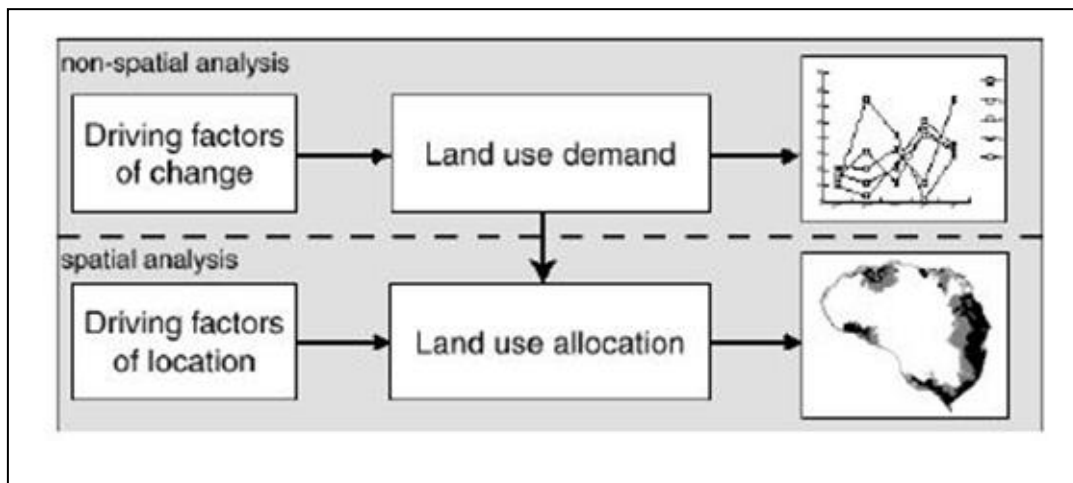 non-spatial analysis
Driving factors
of change
Land use demand
spatial analysis
Driving factors
of location
Land use allocation